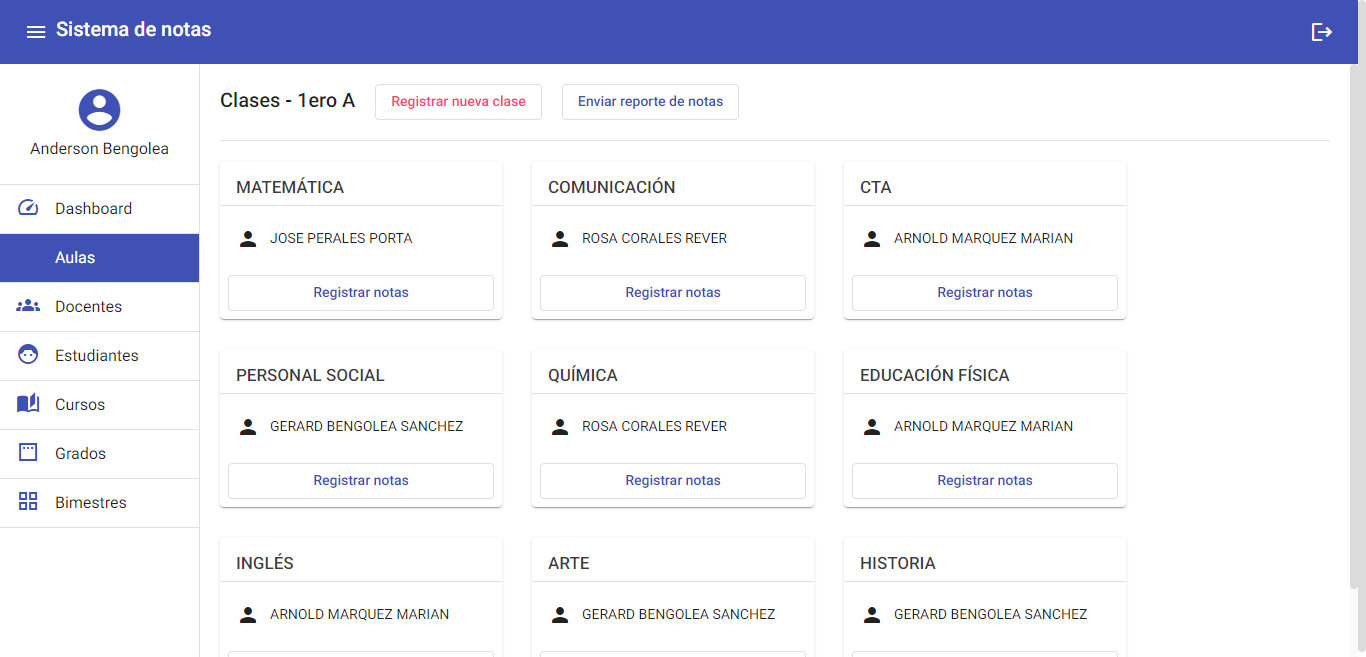 Sistema de notas
Anderson Bengolea
Dashboard
Aulas
Docentes
Estudiantes
Cursos
Grados
Bimestres
Clases - 1ero A
Registrar nueva clase
Enviar reporte de notas
MATEMÁTICA
JOSE PERALES PORTA
Registrar notas
COMUNICACIÓN
ROSA CORALES REVER
Registrar notas
CTA
ARNOLD MARQUEZ MARIAN
Registrar notas
PERSONAL SOCIAL
GERARD BENGOLEA SANCHEZ
Registrar notas
QUÍMICA
ROSA CORALES REVER
Registrar notas
EDUCACIÓN FÍSICA
ARNOLD MARQUEZ MARIAN
Registrar notas
INGLÉS
ARNOLD MARQUEZ MARIAN
ARTE
GERARD BENGOLEA SANCHEZ
HISTORIA
GERARD BENGOLEA SANCHEZ